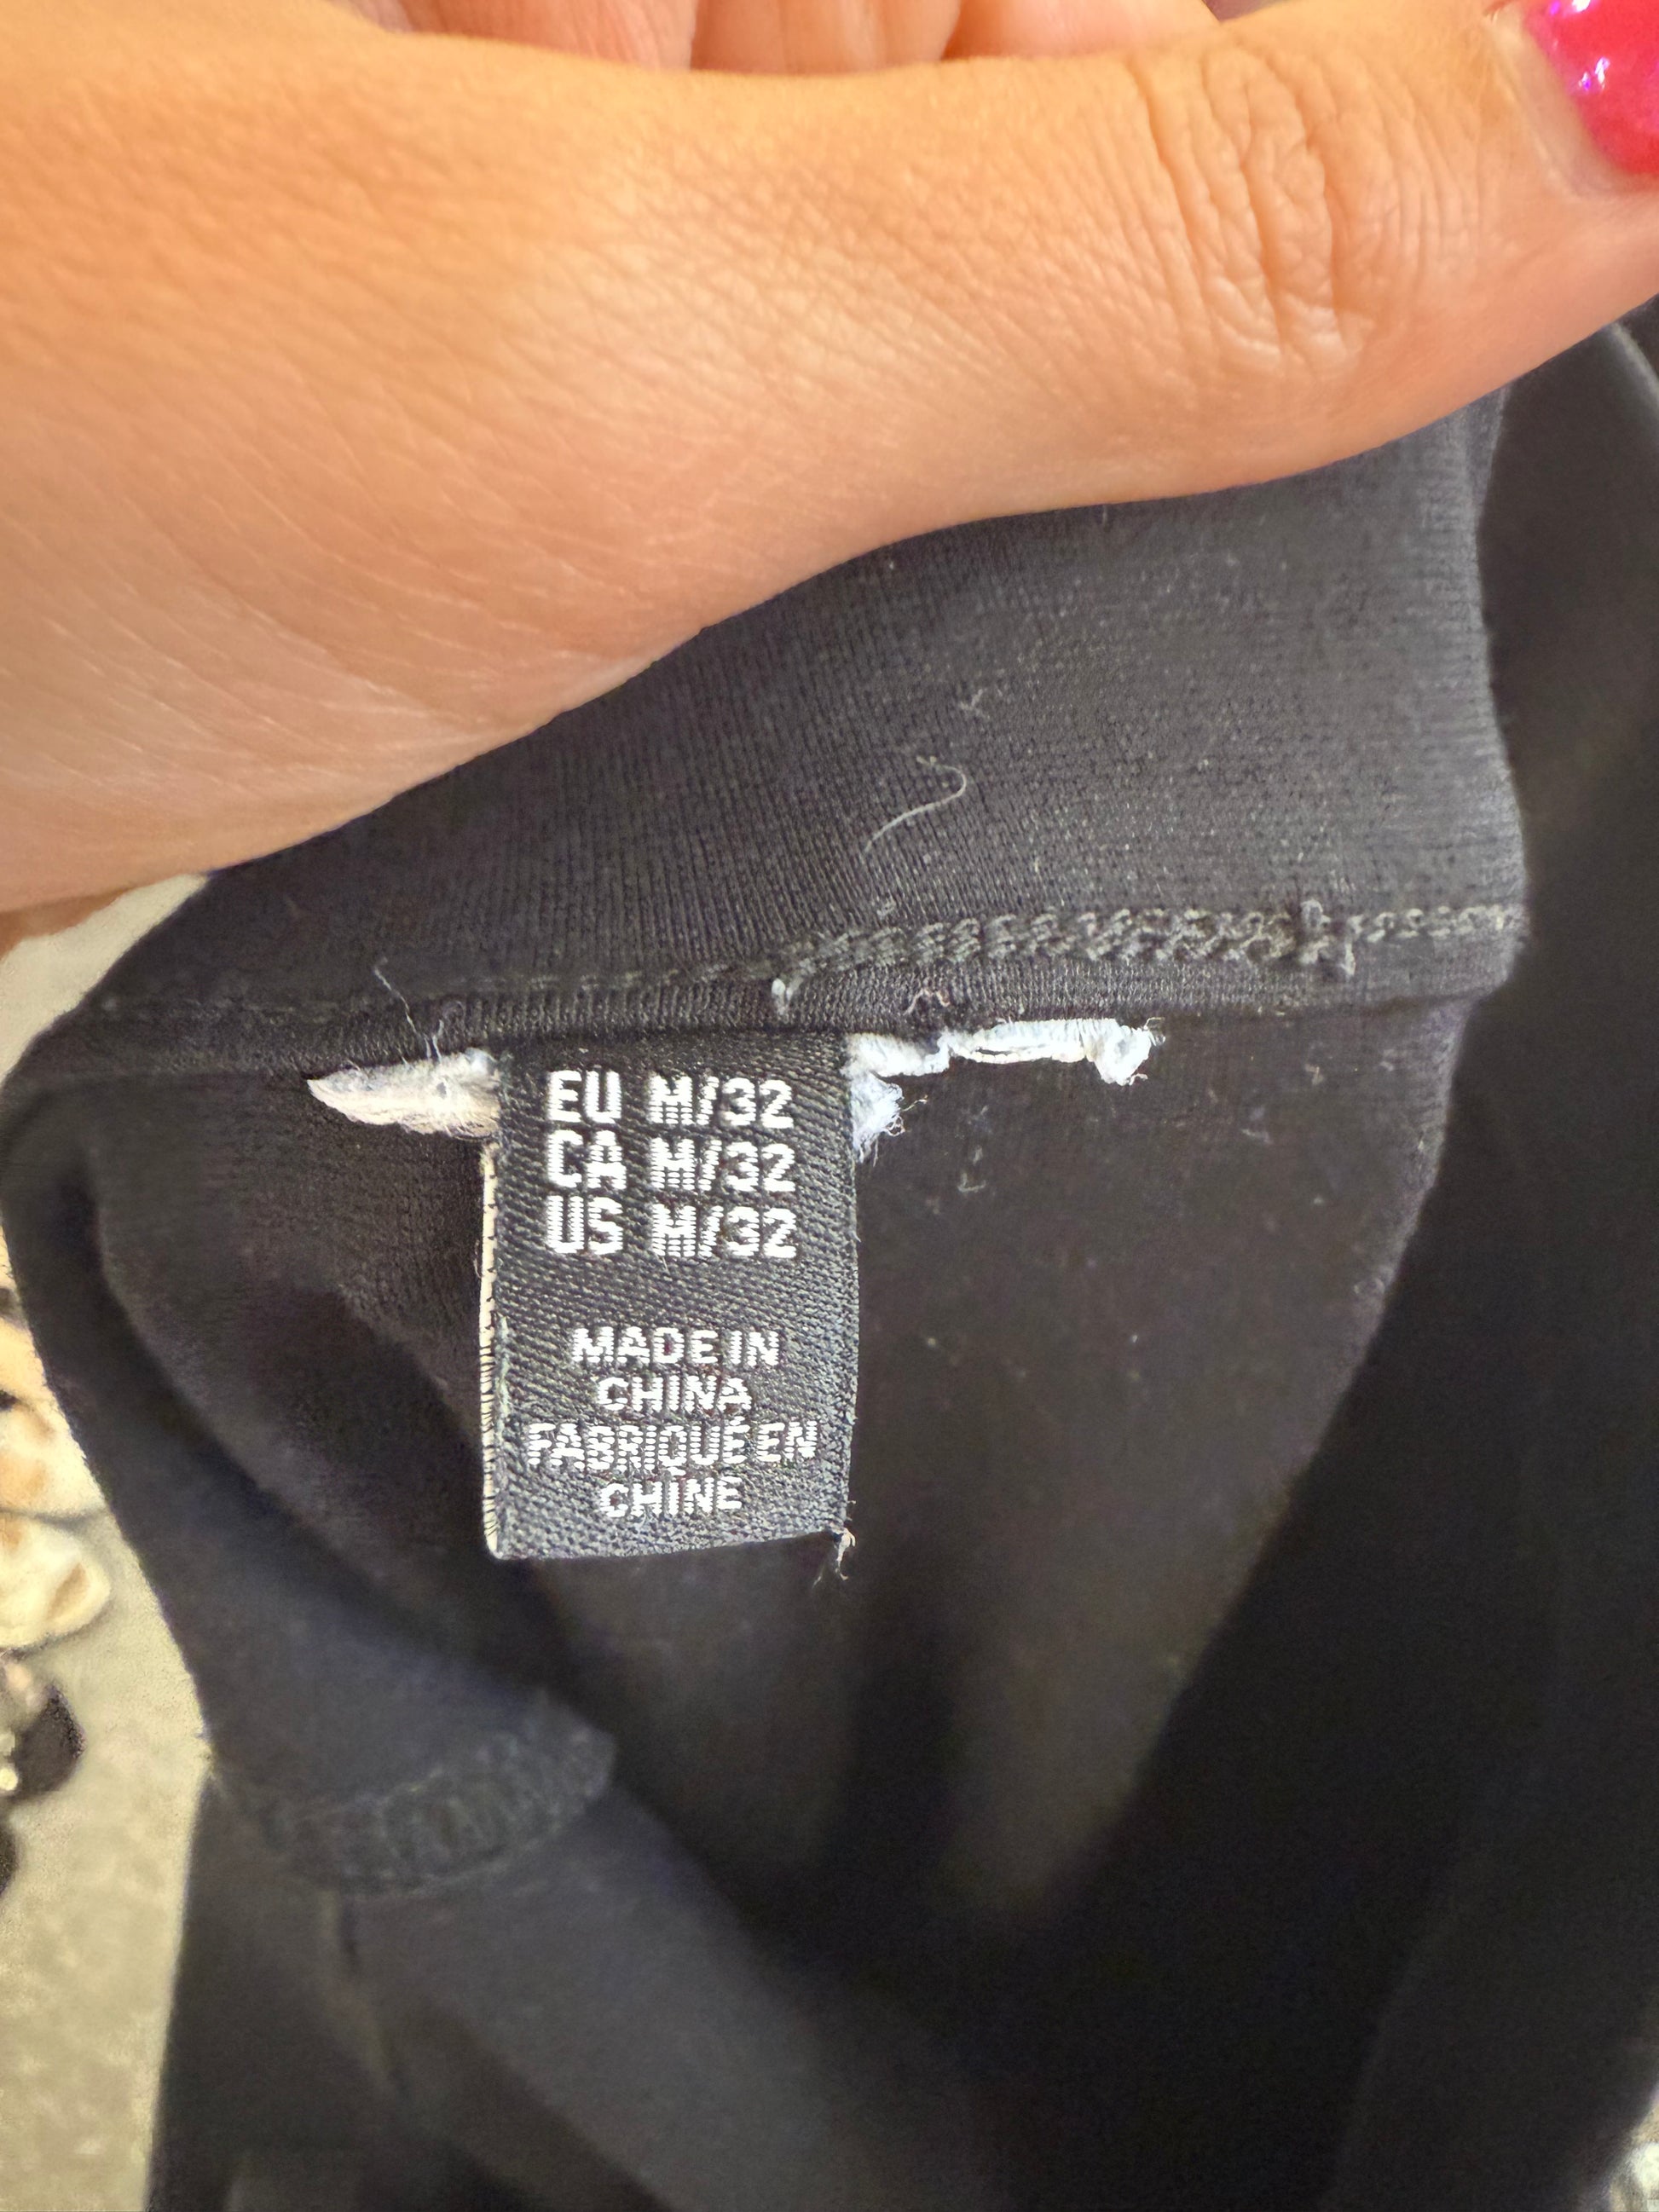 EU M/32
CA M/32
US M/32
MADE IN
CHINA
FABRIQUÉ EN
CHINE